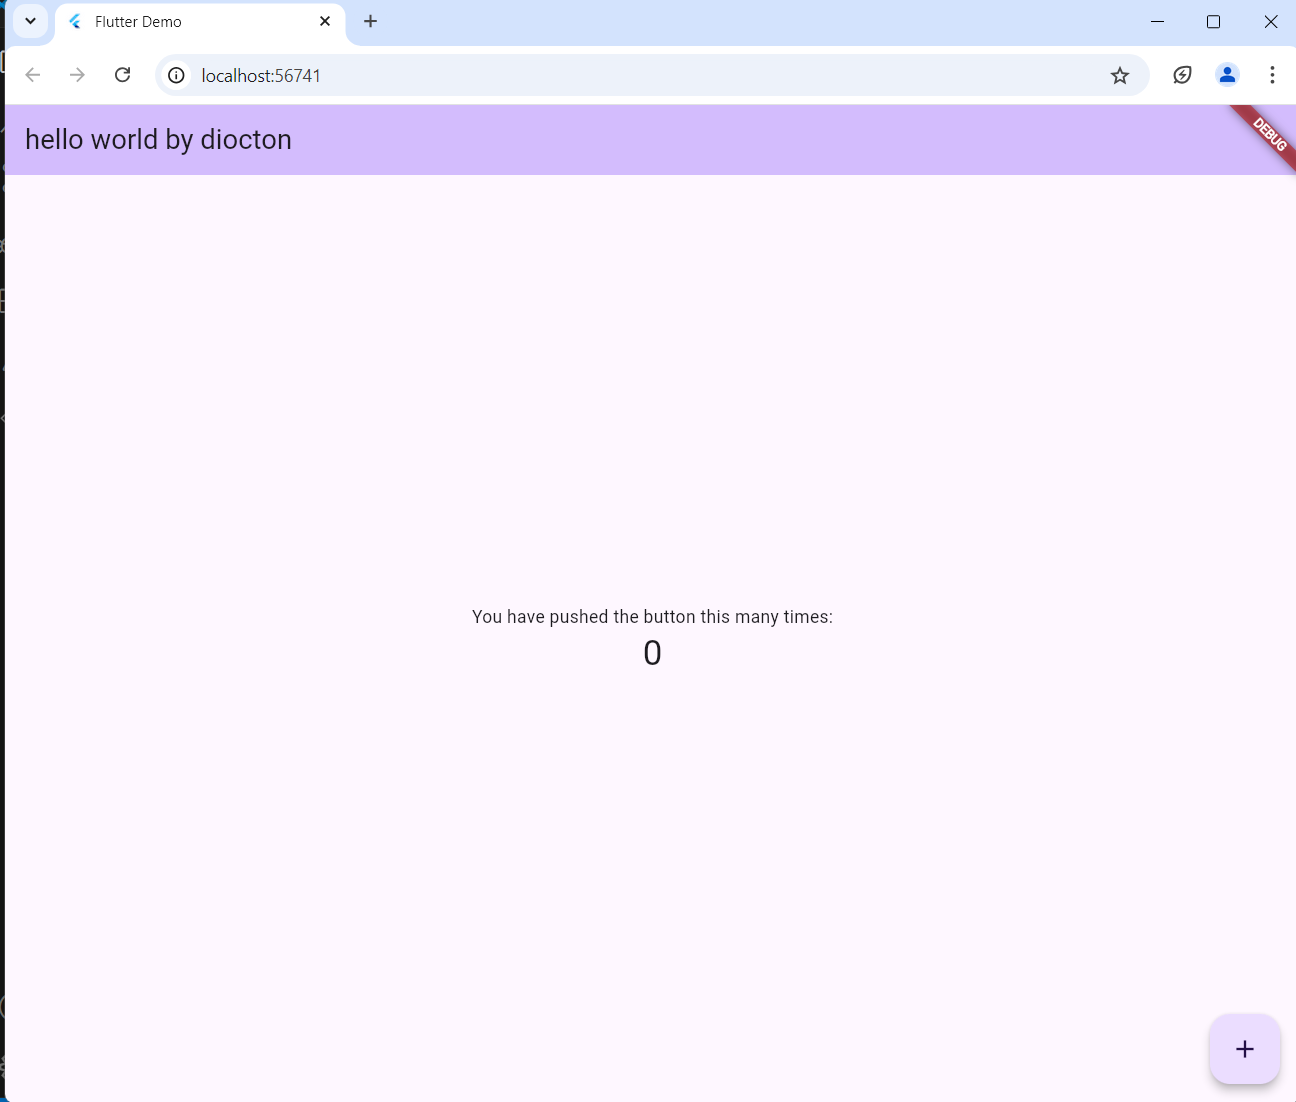 Flutter Demo
localhost:56741
hello world by diocton
DEBUG
You have pushed the button this many times:
0